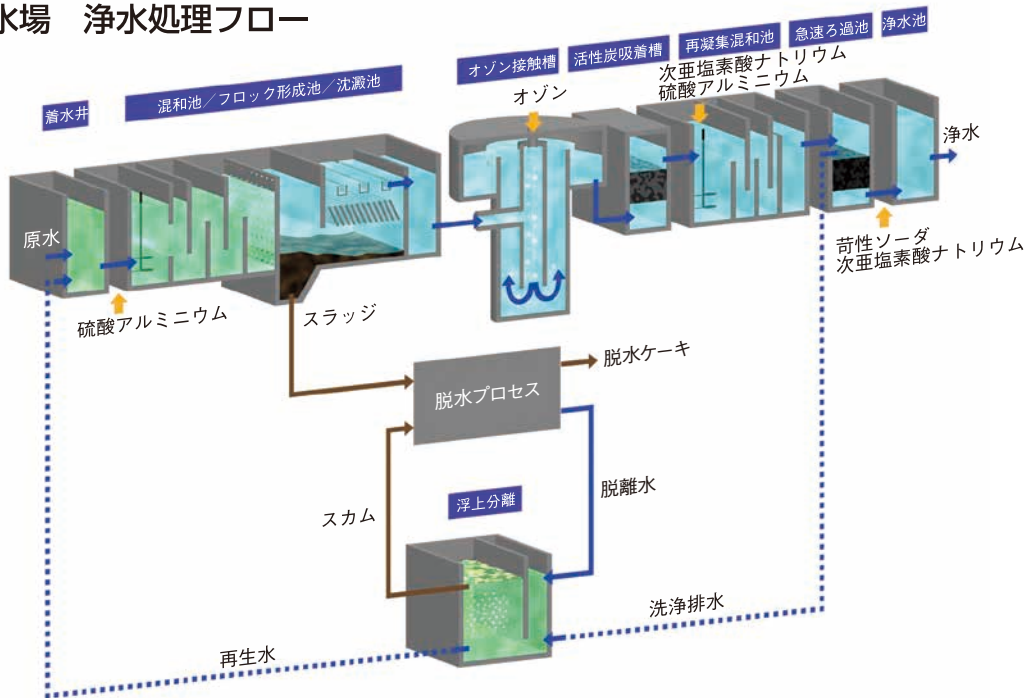 水場　浄水処理フロー
着水井
混和池／フロック形成池／沈澱池
オゾン接触槽
活性炭吸着槽
再凝集混和池
急速ろ過池
浄水池
オゾン
次亜塩素酸ナトリウム
硫酸アルミニウム
浄水
原水
硫酸アルミニウム
スラッジ
苛性ソーダ
次亜塩素酸ナトリウム
脱水プロセス
脱水ケーキ
スカム
浮上分離
脱離水
洗浄排水
再生水